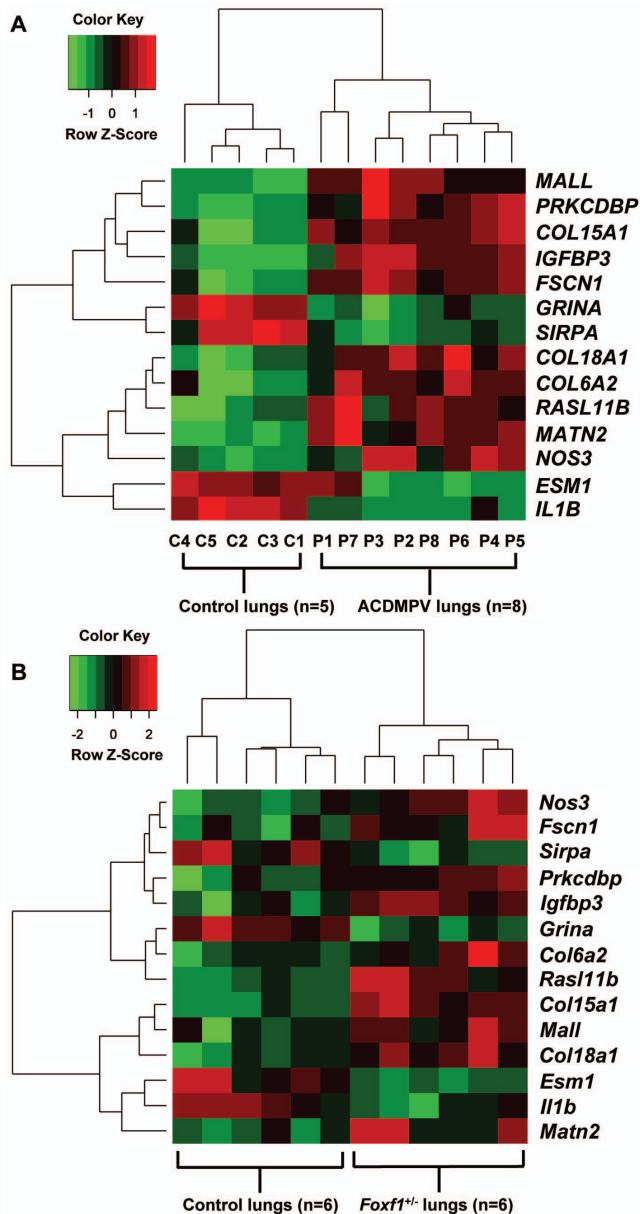 A
Color Key
-1 0 1
Row Z-Score
MALL
PRKCDBP
COL15A1
IGFBP3
FSCN1
GRINA
SIRPA
COL18A1
COL6A2
RASL11B
MATN2
NOS3
ESM1
IL1B
C4 C5 C2 C3 C1 P1 P7 P3 P2 P8 P6 P4 P5
Control lungs (n=5) ACDMPV lungs (n=8)
B
Color Key
-2 0 2
Row Z-Score
Nos3
Fscn1
Sirpa
Prkcdbp
Igfbp3
Grina
Col6a2
Rasl11b
Col15a1
Mall
Col18a1
Esm1
Il1b
Matn2
Control lungs (n=6) Foxf1+/- lungs (n=6)